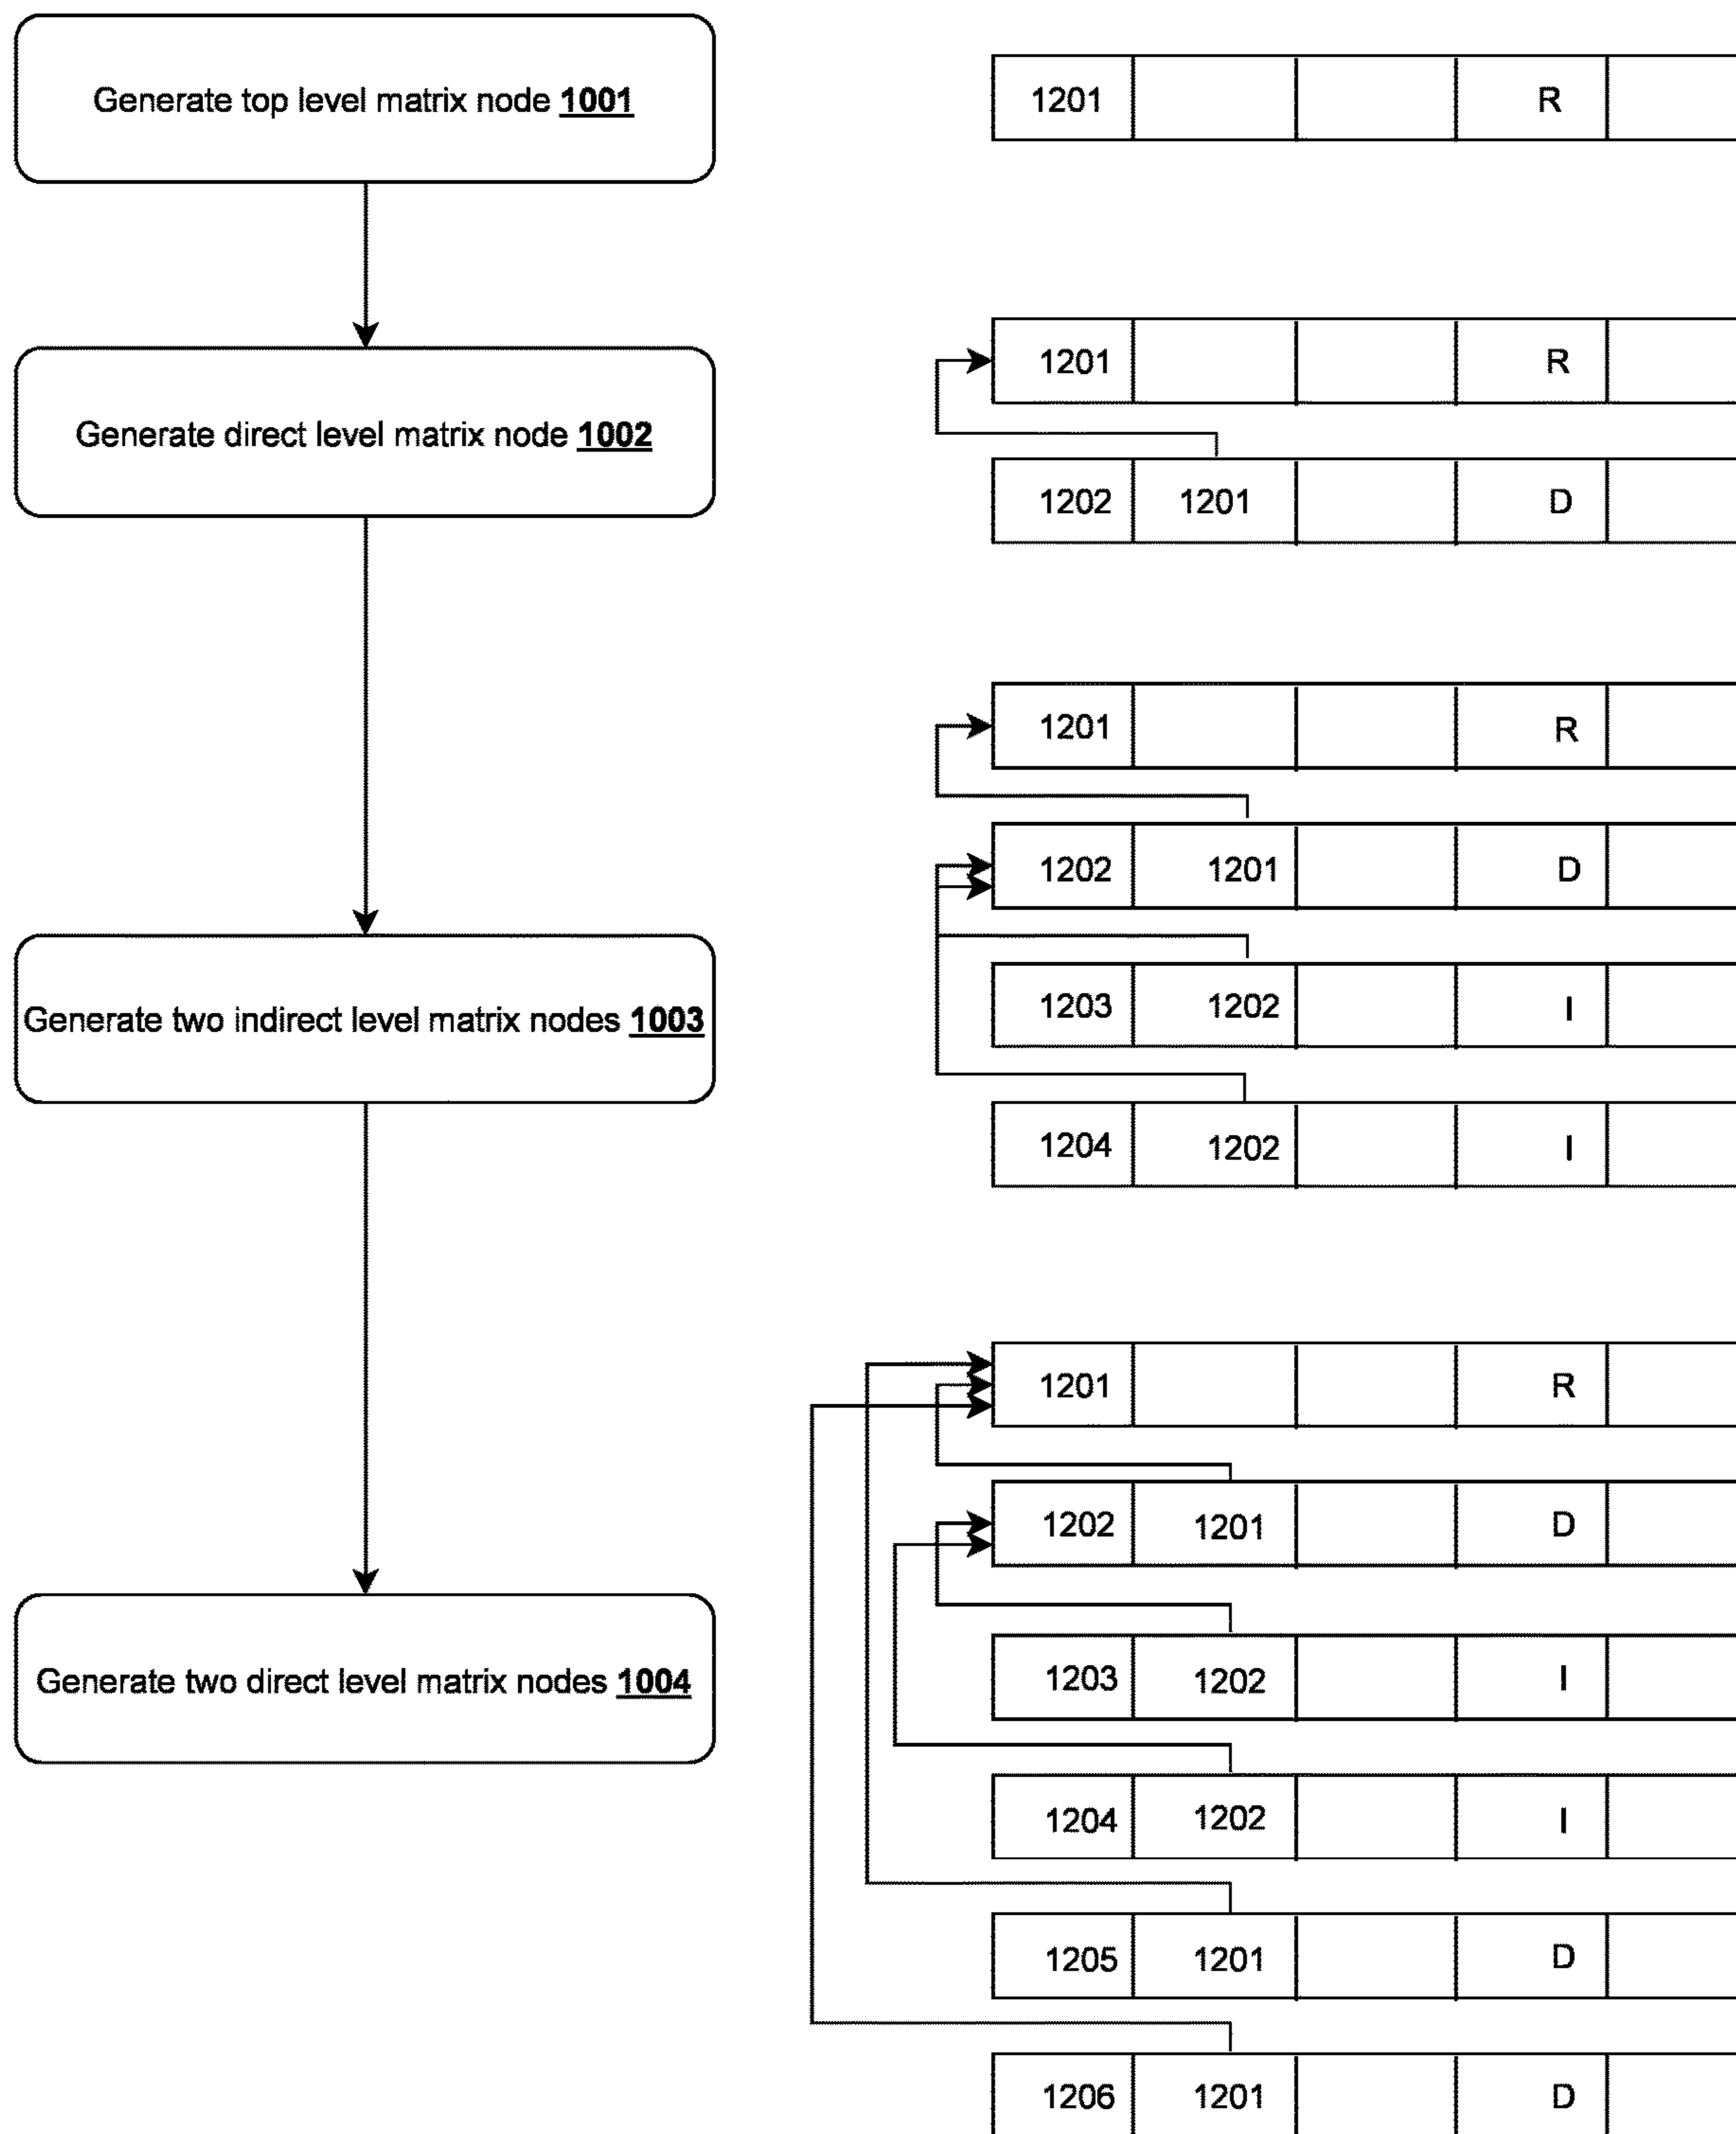 Generate top level matrix node 1001
1201 R
Generate direct level matrix node 1002
1201 R
1202 1201 D
Generate two indirect level matrix nodes 1003
1201 R
1202 1201 D
1203 1202 I
1204 1202 I
Generate two direct level matrix nodes 1004
1201 R
1202 1201 D
1203 1202 I
1204 1202 I
1205 1201 D
1206 1201 D